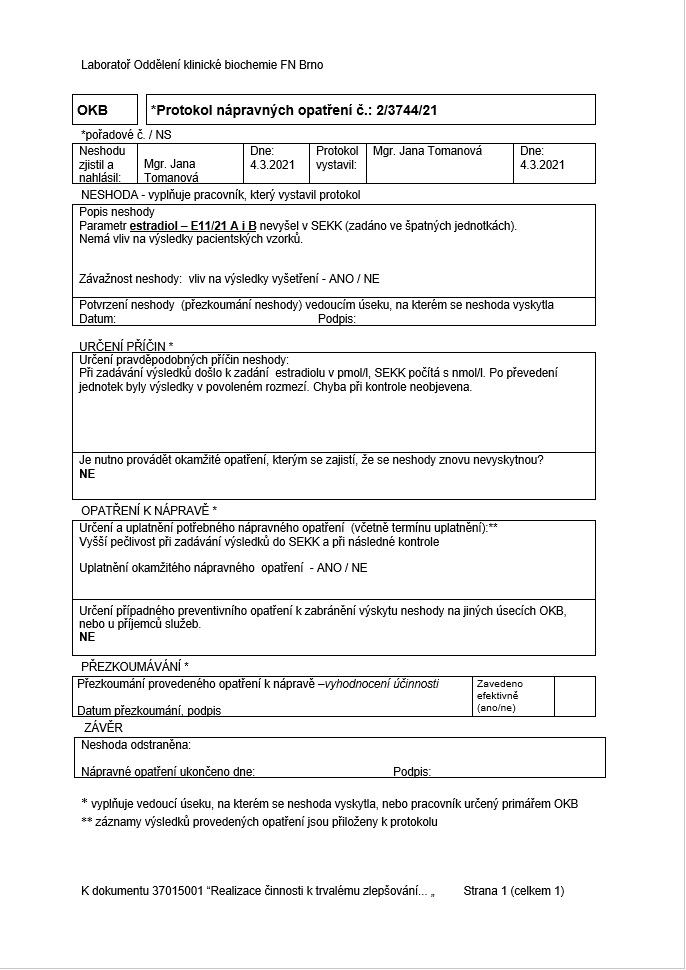 Laboratoř Oddělení klinické biochemie FN Brno
OKB
*Protokol nápravných opatření č.: 2/3744/21
*pořadové č. / NS
Neshodu zjistil a nahlásil:
Mgr. Jana Tomanová
Dne: 4.3.2021
Protokol vystavil:
Mgr. Jana Tomanová
Dne: 4.3.2021
NESHODA - vyplňuje pracovník, který vystavil protokol
Popis neshody
Parametr estradiol – E11/21 A i B nevyšel v SEKK (zadáno ve špatných jednotkách).
Nemá vliv na výsledky pacientských vzorků.
Závažnost neshody: vliv na výsledky vyšetření - ANO / NE
Potvrzení neshody (přezkoumání neshody) vedoucím úseku, na kterém se neshoda vyskytla
Datum: Podpis:
URČENÍ PŘÍČIN *
Určení pravděpodobných příčin neshody:
Při zadávání výsledků došlo k zadání estradiolu v pmol/l, SEKK počítá s nmol/l. Po převedení
jednotek byly výsledky v povoleném rozmezí. Chyba při kontrole neobjevena.
Je nutno provádět okamžité opatření, kterým se zajistí, že se neshody znovu nevyskytnou?
NE
OPATŘENÍ K NÁPRAVĚ *
Určení a uplatnění potřebného nápravného opatření (včetně termínu uplatnění):**
Vyšší pečlivost při zadávání výsledků do SEKK a při následné kontrole
Uplatnění okamžitého nápravného opatření - ANO / NE
Určení případného preventivního opatření k zabránění výskytu neshody na jiných úsecích OKB,
nebo u příjemců služeb.
NE
PŘEZKOUMÁVÁNÍ *
Přezkoumání provedeného opatření k nápravě –vyhodnocení účinnosti
Datum přezkoumání, podpis
Zavedeno
efektivně
(ano/ne)
ZÁVĚR
Neshoda odstraněna:
Nápravné opatření ukončeno dne: Podpis:
* vyplňuje vedoucí úseku, na kterém se neshoda vyskytla, nebo pracovník určený primářem OKB
** záznamy výsledků provedených opatření jsou přiloženy k protokolu
K dokumentu 37015001 “Realizace činnosti k trvalému zlepšování... „ Strana 1 (celkem 1)